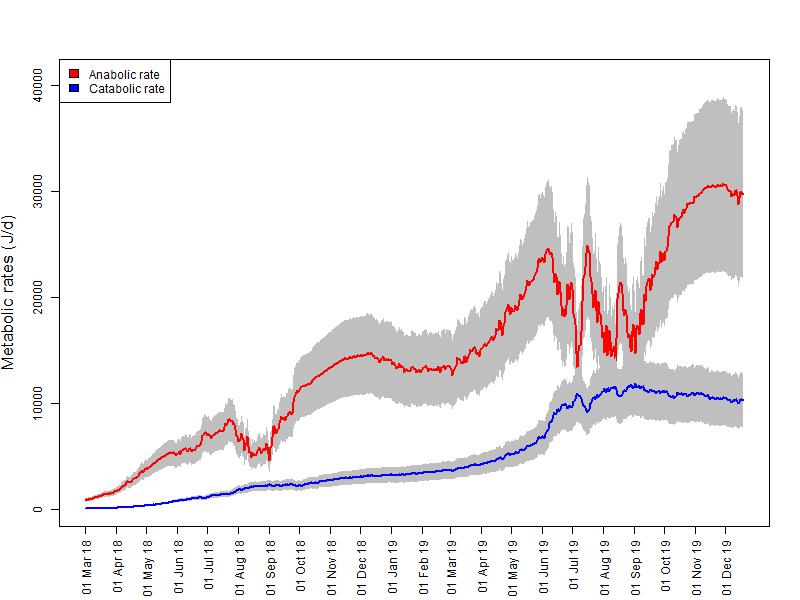 Anabolic rate
Catabolic rate
Metabolic rates (J/d)
40000
30000
20000
10000
0
01 Mar 18
01 Apr 18
01 May 18
01 Jun 18
01 Jul 18
01 Aug 18
01 Sep 18
01 Oct 18
01 Nov 18
01 Dec 18
01 Jan 19
01 Feb 19
01 Mar 19
01 Apr 19
01 May 19
01 Jun 19
01 Jul 19
01 Aug 19
01 Sep 19
01 Oct 19
01 Nov 19
01 Dec 19